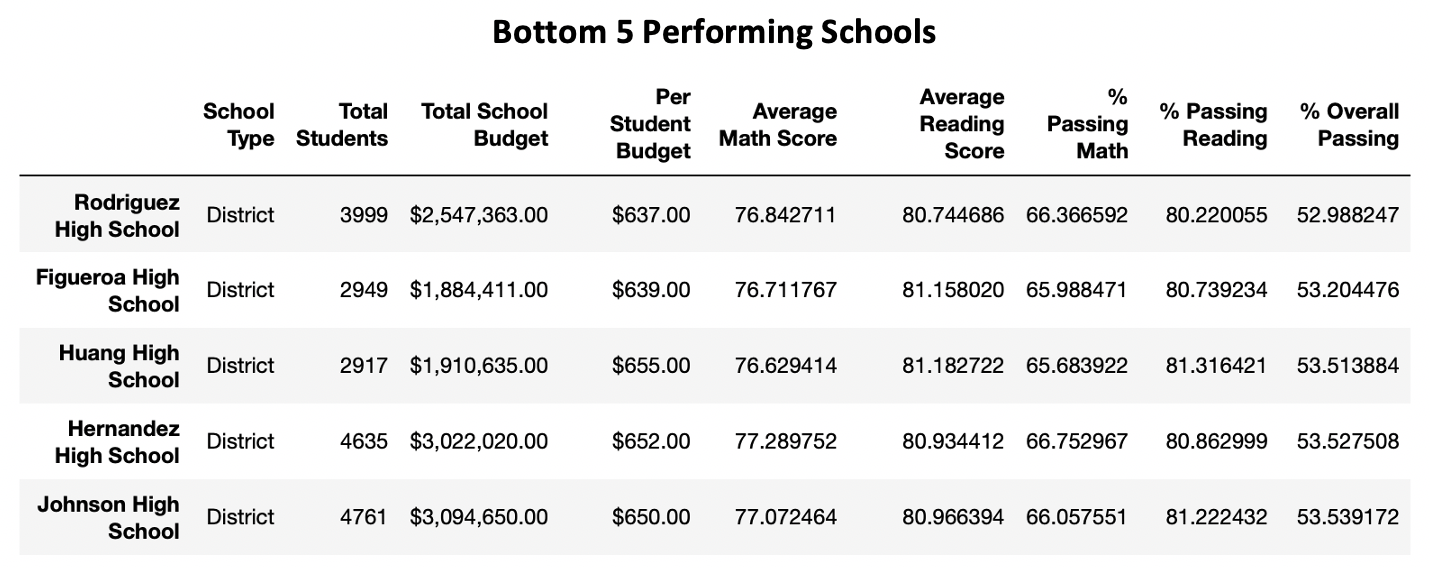 Bottom 5 Performing Schools
School Type Total Students Total School Budget Per Student Budget Average Math Score Average Reading Score % Passing Math % Passing Reading % Overall Passing
Rodriguez High School District 3999 $2,547,363.00 $637.00 76.842711 80.744686 66.366592 80.220055 52.988247
Figueroa High School District 2949 $1,884,411.00 $639.00 76.711767 81.158020 65.988471 80.739234 53.204476
Huang High School District 2917 $1,910,635.00 $655.00 76.629414 81.182722 65.683922 81.316421 53.513884
Hernandez High School District 4635 $3,022,020.00 $652.00 77.289752 80.934412 66.752967 80.862999 53.527508
Johnson High School District 4761 $3,094,650.00 $650.00 77.072464 80.966394 66.057551 81.222432 53.539172